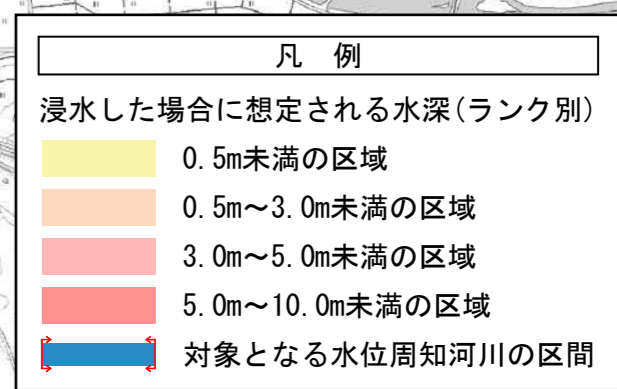 凡 例
浸水した場合に想定される水深(ランク別)
0.5m未満の区域
0.5m～3.0m未満の区域
3.0m～5.0m未満の区域
5.0m～10.0m未満の区域
対象となる水位周知河川の区間